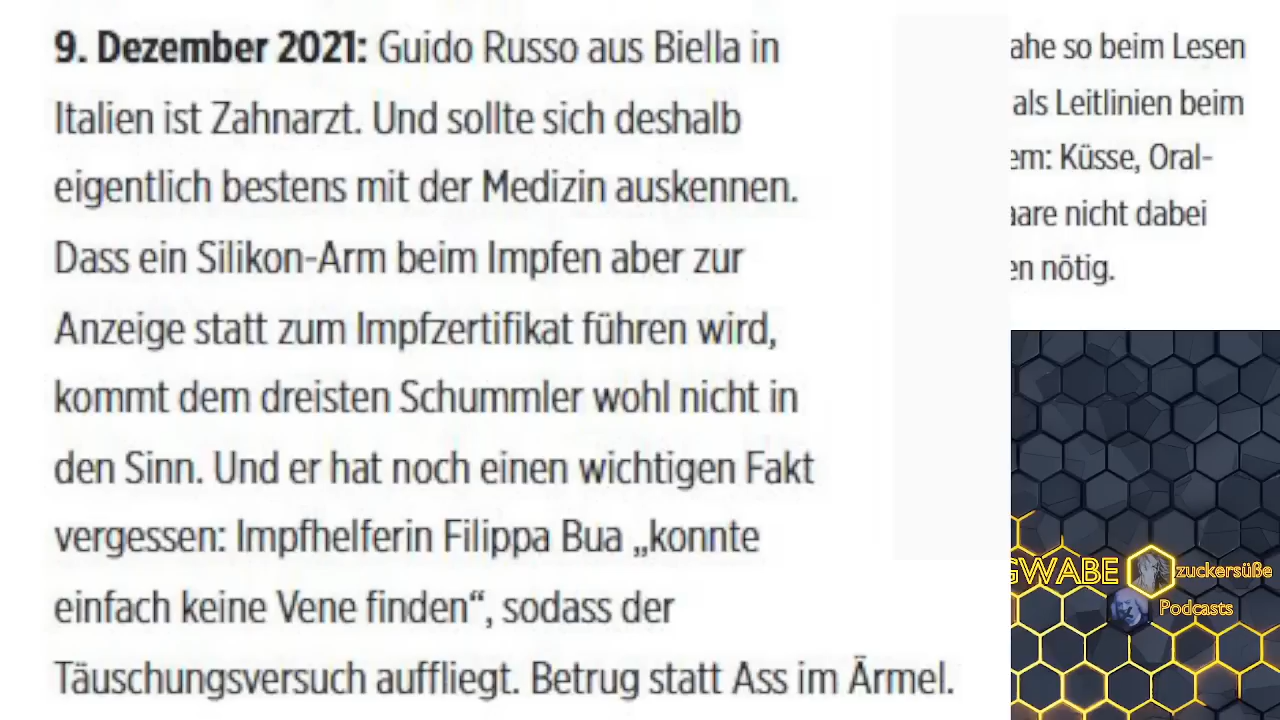 9. Dezember 2021: Guido Russo aus Biella in
Italien ist Zahnarzt. Und sollte sich deshalb
eigentlich bestens mit der Medizin auskennen.
Dass ein Silikon-Arm beim Impfen aber zur
Anzeige statt zum Impfzertifikat führen wird,
kommt dem dreisten Schummler wohl nicht in
den Sinn. Und er hat noch einen wichtigen Fakt
vergessen: Impfhelferin Filippa Bua „konnte
einfach keine Vene finden“, sodass der
Täuschungsversuch auffliegt. Betrug statt Ass im Ärmel.
ahe so beim Lesen
als Leitlinien beim
em: Küsse, Oral-
aare nicht dabei
en nötig.
GWABE zuckersüße
Podcasts